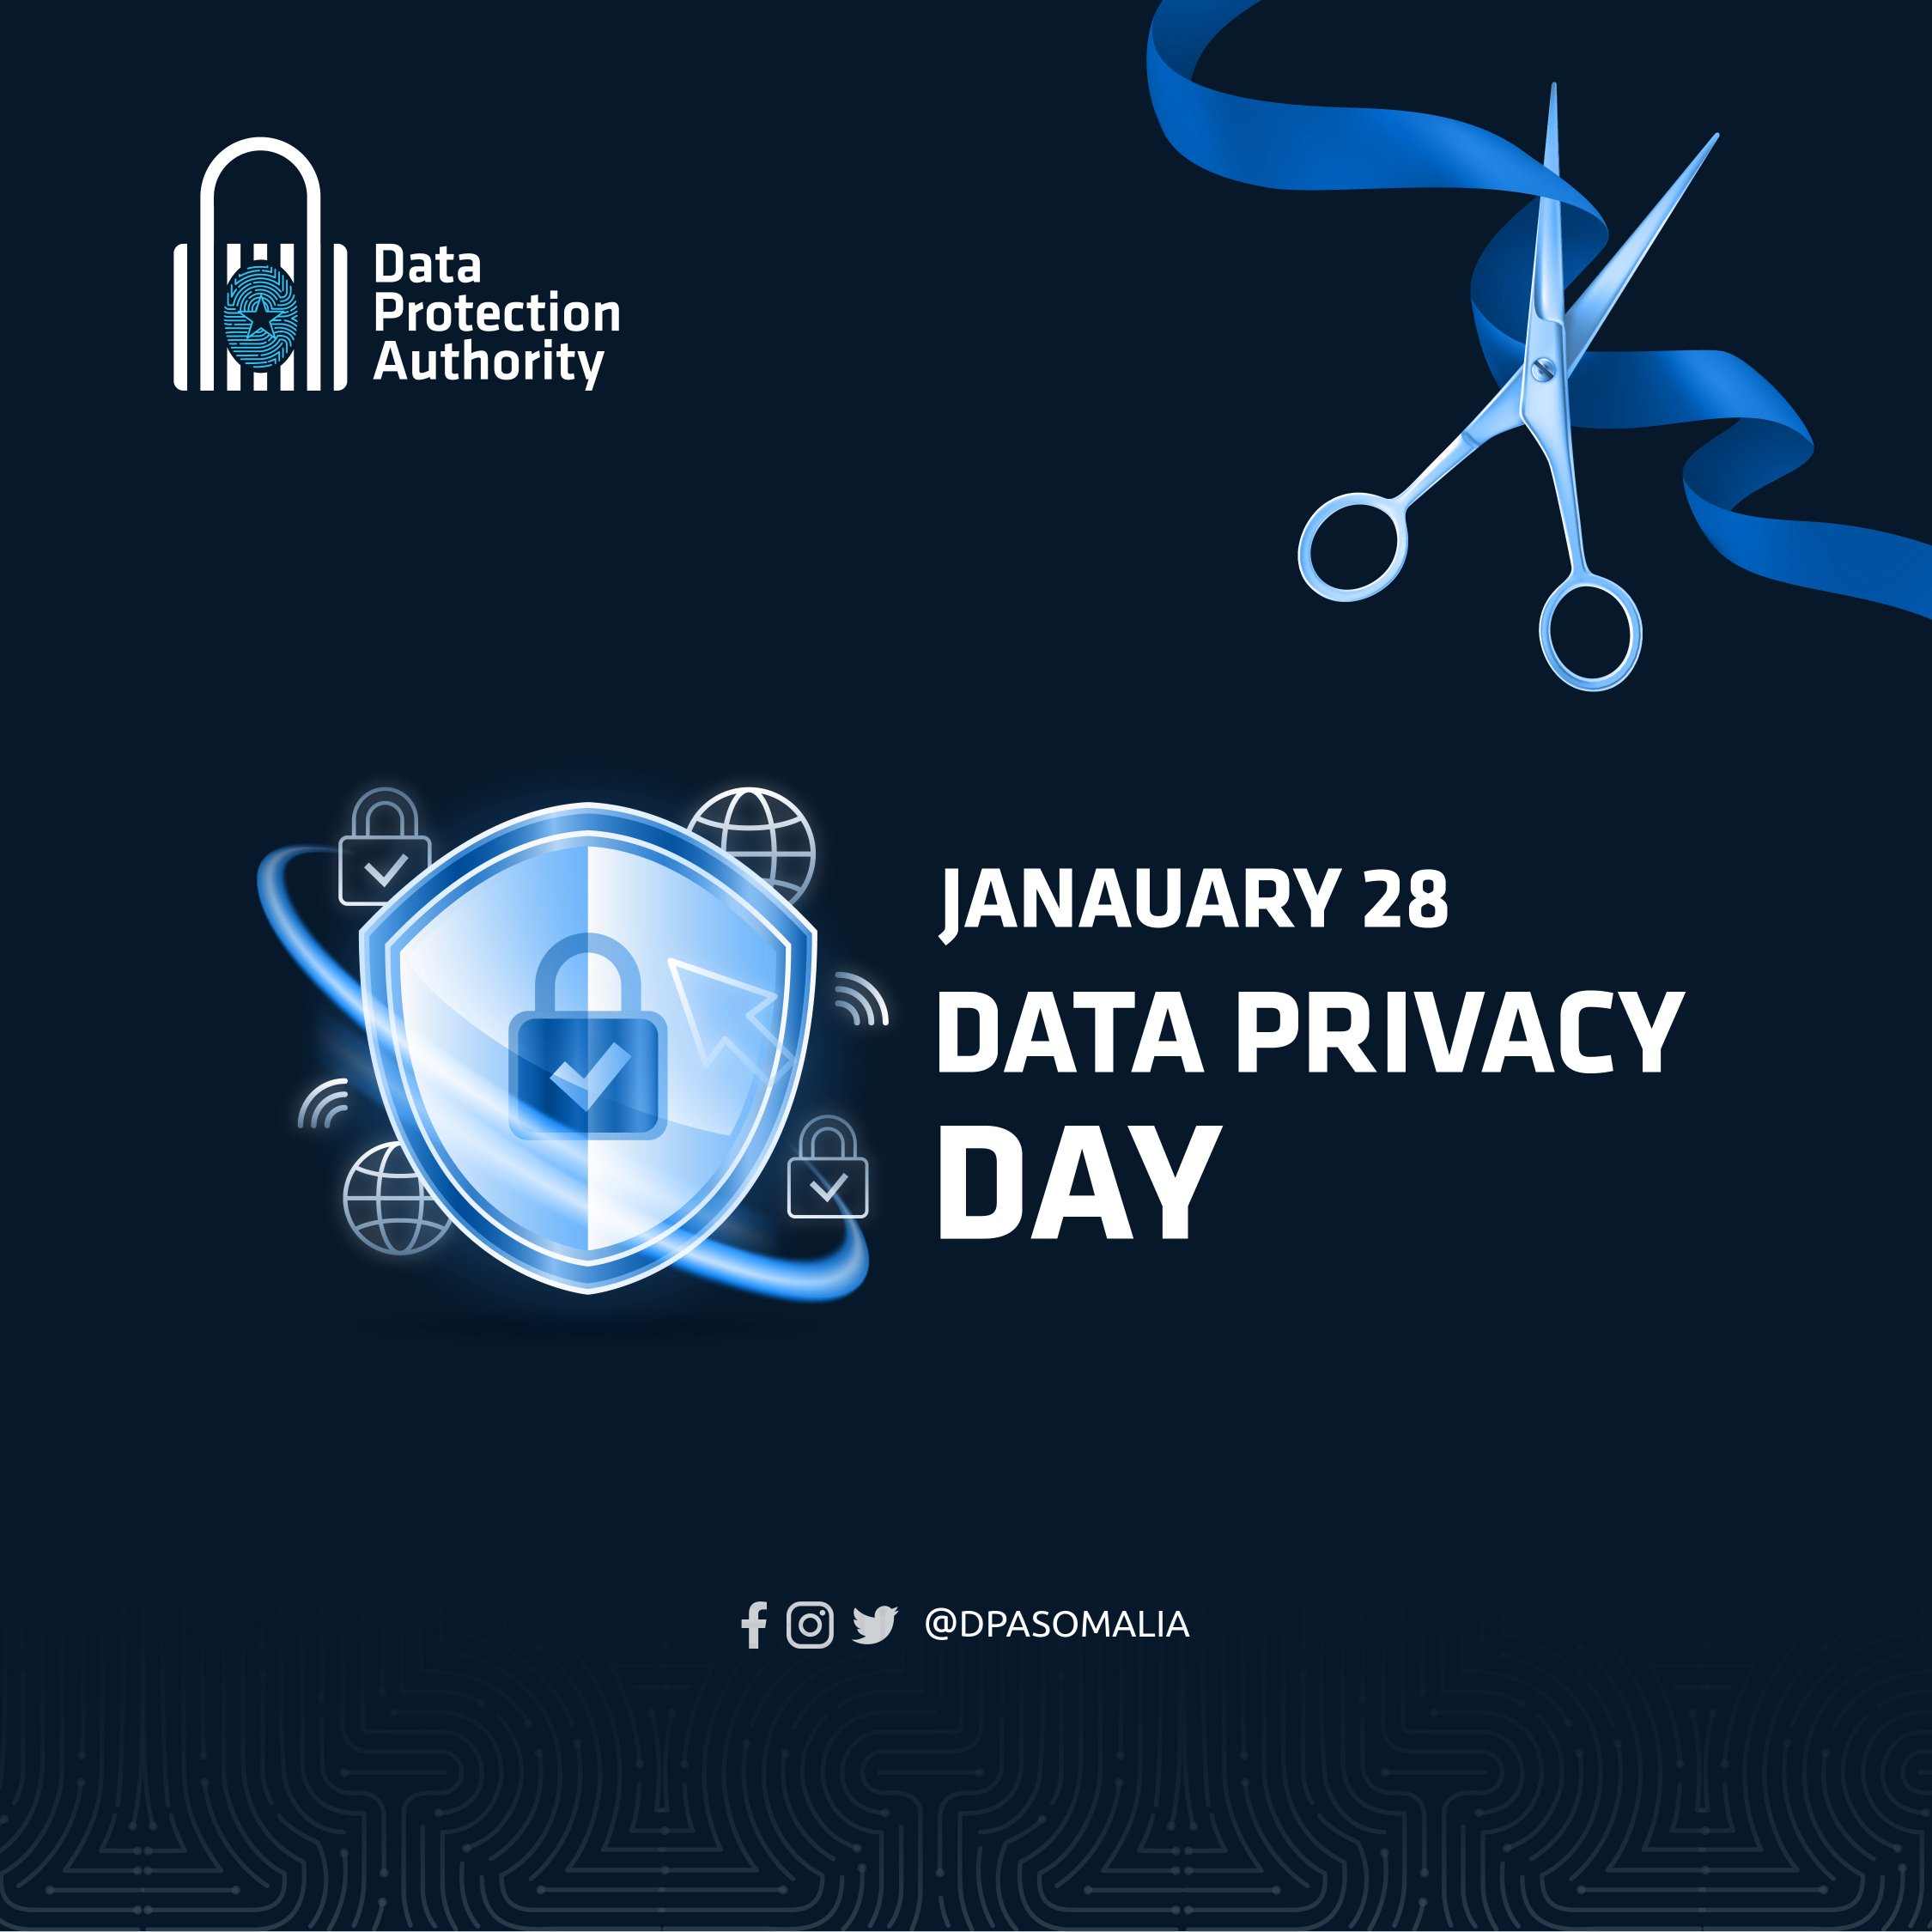 Data
Protection
Authority
JANAUARY 28
DATA PRIVACY
DAY
@DPASOMALIA